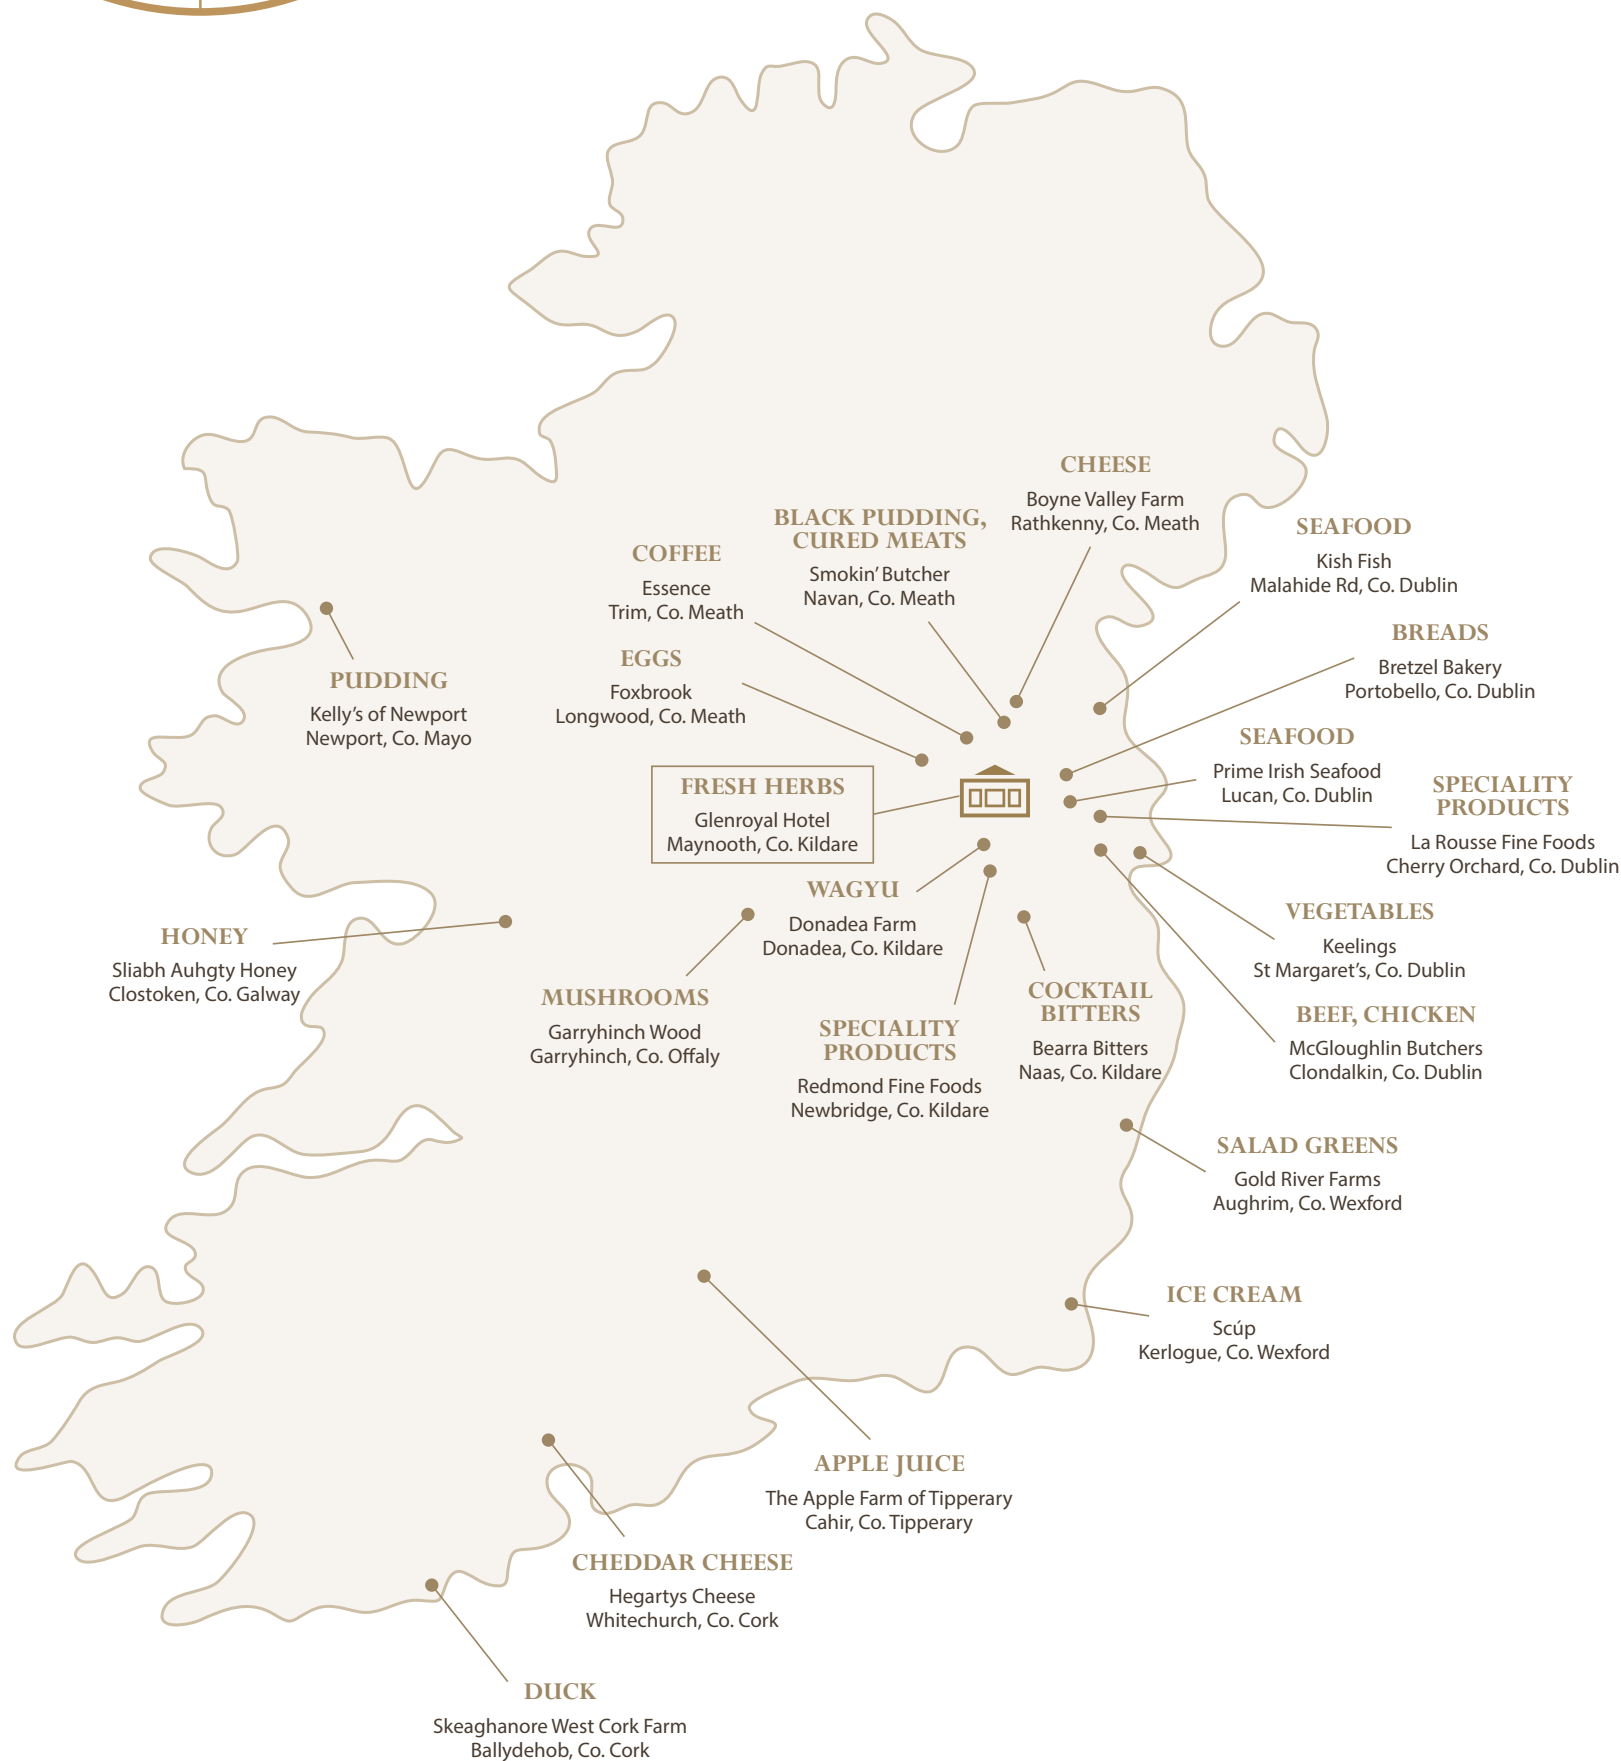 CHEESE
Boyne Valley Farm
Rathkenny, Co. Meath
BLACK PUDDING,
CURED MEATS
Smokin' Butcher
Navan, Co. Meath
SEAFOOD
Kish Fish
Malahide Rd, Co. Dublin
COFFEE
Essence
Trim, Co. Meath
BREADS
Bretzel Bakery
Portobello, Co. Dublin
EGGS
Foxbrook
Longwood, Co. Meath
PUDDING
Kelly's of Newport
Newport, Co. Mayo
SEAFOOD
Prime Irish Seafood
Lucan, Co. Dublin
SPECIALITY
PRODUCTS
La Rousse Fine Foods
Cherry Orchard, Co. Dublin
FRESH HERBS
Glenroyal Hotel
Maynooth, Co. Kildare
WAGYU
Donadea Farm
Donadea, Co. Kildare
VEGETABLES
Keelings
St Margaret's, Co. Dublin
HONEY
Sliabh Auhgty Honey
Clostoken, Co. Galway
MUSHROOMS
Garryhinch Wood
Garryhinch, Co. Offaly
SPECIALITY
PRODUCTS
Redmond Fine Foods
Newbridge, Co. Kildare
COCKTAIL
BITTERS
Bearra Bitters
Naas, Co. Kildare
BEEF, CHICKEN
McGloughlin Butchers
Clondalkin, Co. Dublin
SALAD GREENS
Gold River Farms
Aughrim, Co. Wexford
ICE CREAM
Scúp
Kerlogue, Co. Wexford
APPLE JUICE
The Apple Farm of Tipperary
Cahir, Co. Tipperary
CHEDDAR CHEESE
Hegartys Cheese
Whitechurch, Co. Cork
DUCK
Skeaghanore West Cork Farm
Ballydehob, Co. Cork